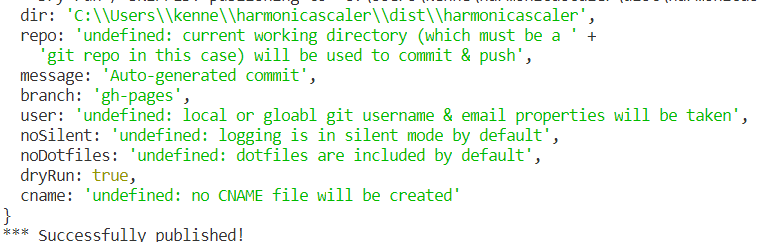 dir: 'C:\\Users\\kenne\\harmonicascaler\\dist\\harmonicascaler',
repo: 'undefined: current working directory (which must be a ' +
'git repo in this case) will be used to commit & push',
message: 'Auto-generated commit',
branch: 'gh-pages',
user: 'undefined: local or gloabl git username & email properties will be taken',
noSilent: 'undefined: logging is in silent mode by default',
noDotfiles: 'undefined: dotfiles are included by default',
dryRun: true,
cname: 'undefined: no CNAME file will be created'
}
*** Successfully published!